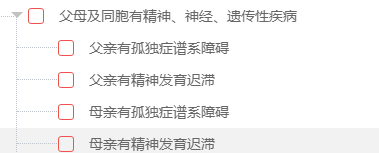 父母及同胞有精神、神经、遗传性疾病
父亲有孤独症谱系障碍
父亲有精神发育迟滞
母亲有孤独症谱系障碍
母亲有精神发育迟滞